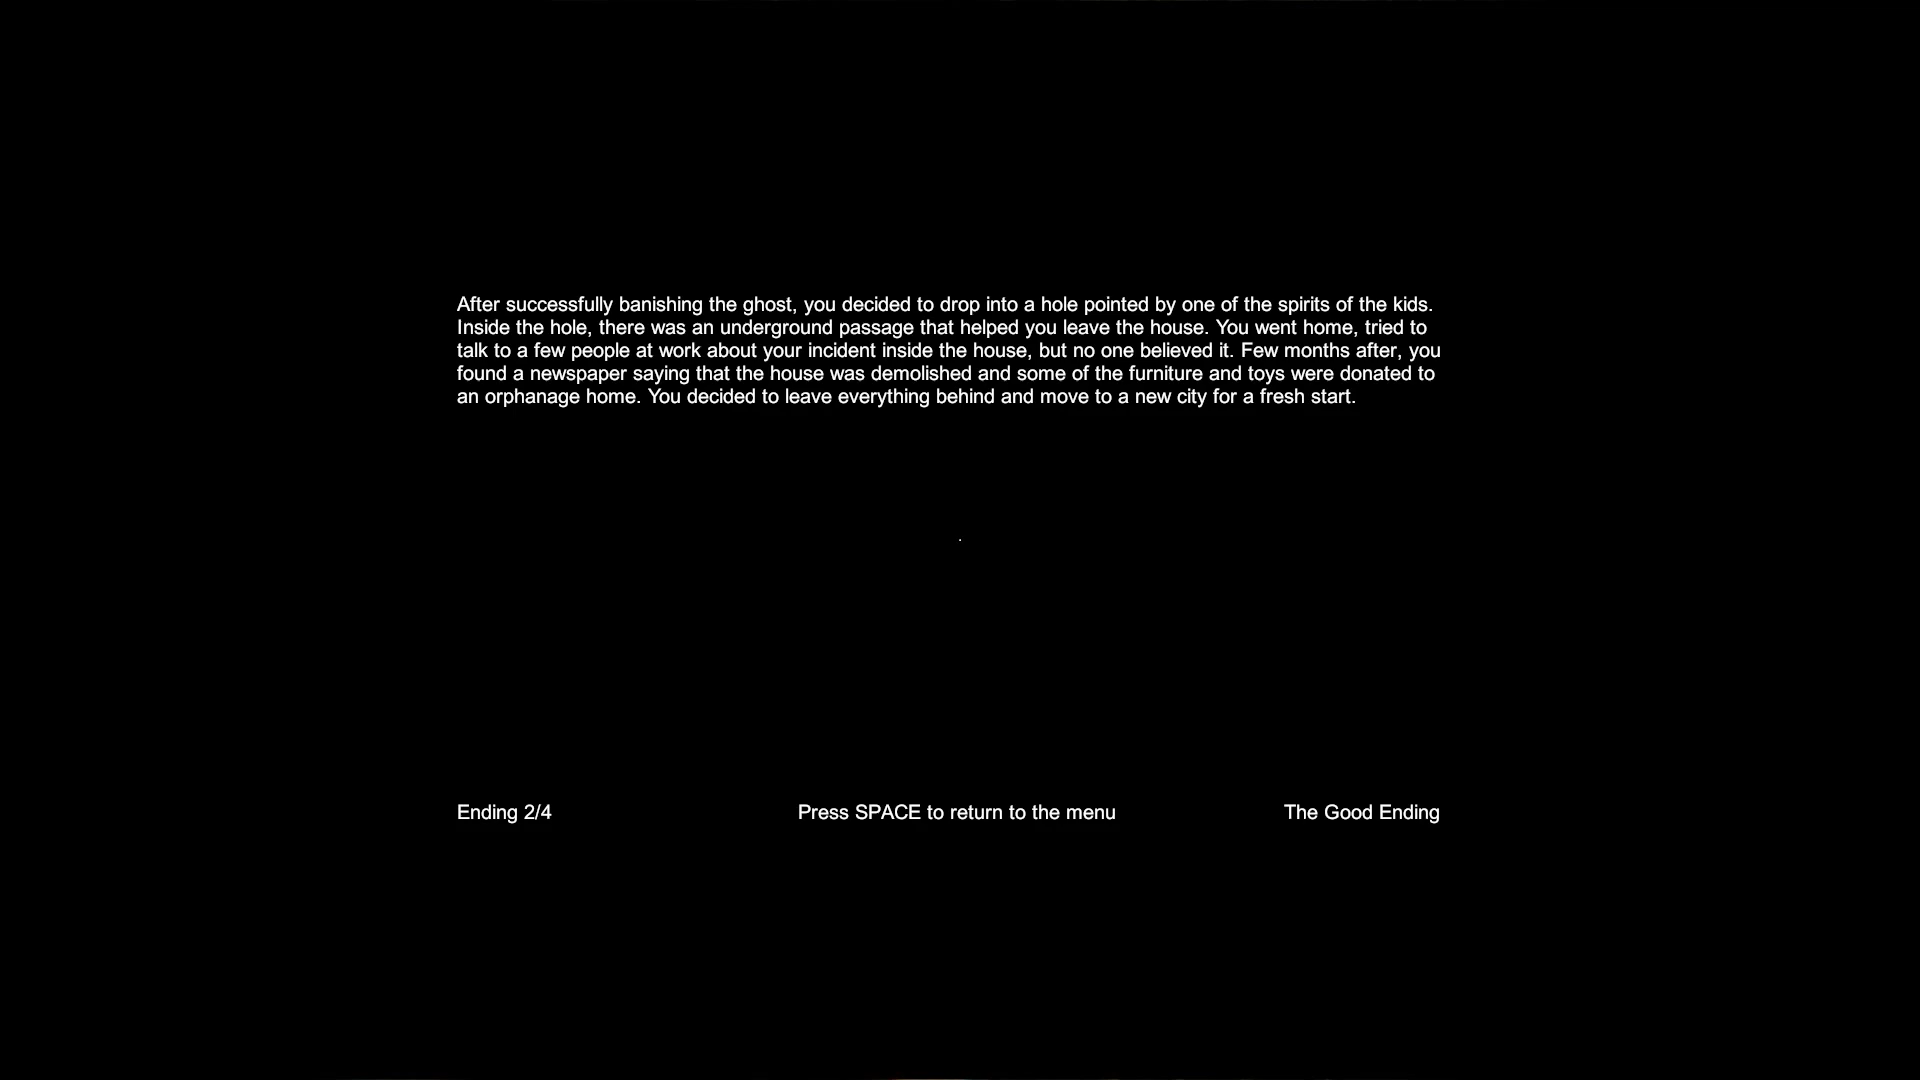 After successfully banishing the ghost, you decided to drop into a hole pointed by one of the spirits of the kids.
Inside the hole, there was an underground passage that helped you leave the house. You went home, tried to
talk to a few people at work about your incident inside the house, but no one believed it. Few months after, you
found a newspaper saying that the house was demolished and some of the furniture and toys were donated to
an orphanage home. You decided to leave everything behind and move to a new city for a fresh start.
Ending 2/4
Press SPACE to return to the menu
The Good Ending